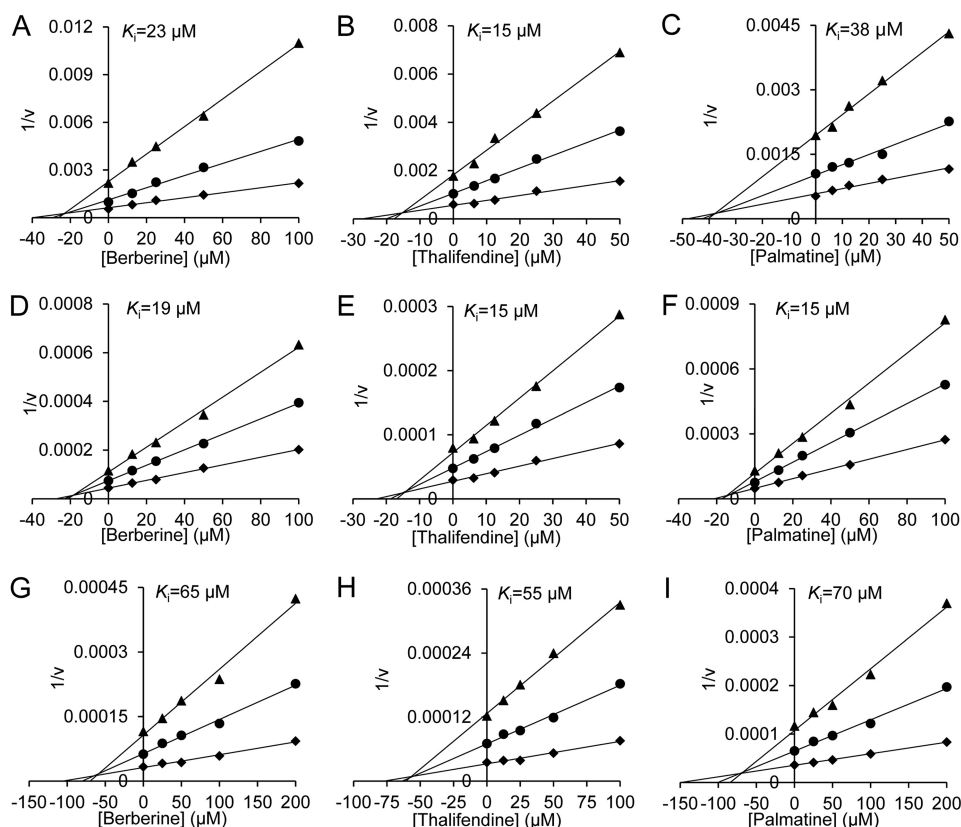 A
Ki=23 µM
0.012
0.009
0.006
0.003
0
1/v
-40 -20 0 20 40 60 80 100
[Berberine] (µM)
B
Ki=15 µM
0.008
0.006
0.004
0.002
0
1/v
-30 -20 -10 0 10 20 30 40 50
[Thalifendine] (µM)
C
Ki=38 µM
0.0045
0.003
0.0015
0
1/v
-50 -40 -30 -20 -10 0 10 20 30 40 50
[Palmatine] (µM)
D
Ki=19 µM
0.0008
0.0006
0.0004
0.0002
0
1/v
-40 -20 0 20 40 60 80 100
[Berberine] (µM)
E
Ki=15 µM
0.0003
0.0002
0.0001
0
1/v
-30 -20 -10 0 10 20 30 40 50
[Thalifendine] (µM)
F
Ki=15 µM
0.0009
0.0006
0.0003
0
1/v
-40 -20 0 20 40 60 80 100
[Palmatine] (µM)
G
Ki=65 µM
0.00045
0.0003
0.00015
0
1/v
-150 -100 -50 0 50 100 150 200
[Berberine] (µM)
H
Ki=55 µM
0.00036
0.00024
0.00012
0
1/v
-100 -75 -50 -25 0 25 50 75 100
[Thalifendine] (µM)
I
Ki=70 µM
0.0004
0.0003
0.0002
0.0001
0
1/v
-150 -100 -50 0 50 100 150 200
[Palmatine] (µM)